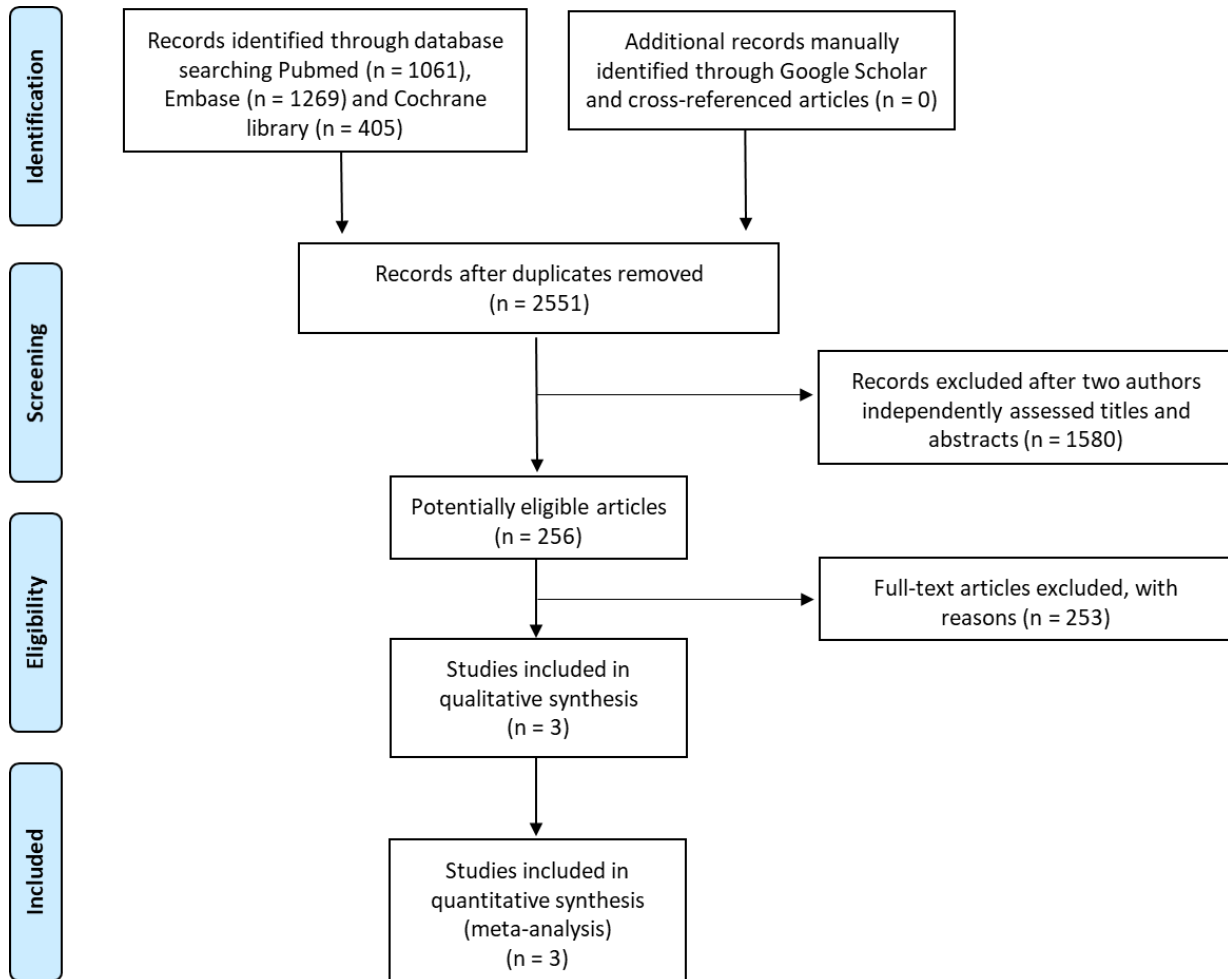 Identification
Records identified through database
searching Pubmed (n = 1061),
Embase (n = 1269) and Cochrane
library (n = 405)
Additional records manually
identified through Google Scholar
and cross-referenced articles (n = 0)
Screening
Records after duplicates removed
(n = 2551)
Records excluded after two authors
independently assessed titles and
abstracts (n = 1580)
Eligibility
Potentially eligible articles
(n = 256)
Full-text articles excluded, with
reasons (n = 253)
Studies included in
qualitative synthesis
(n = 3)
Included
Studies included in
quantitative synthesis
(meta-analysis)
(n = 3)